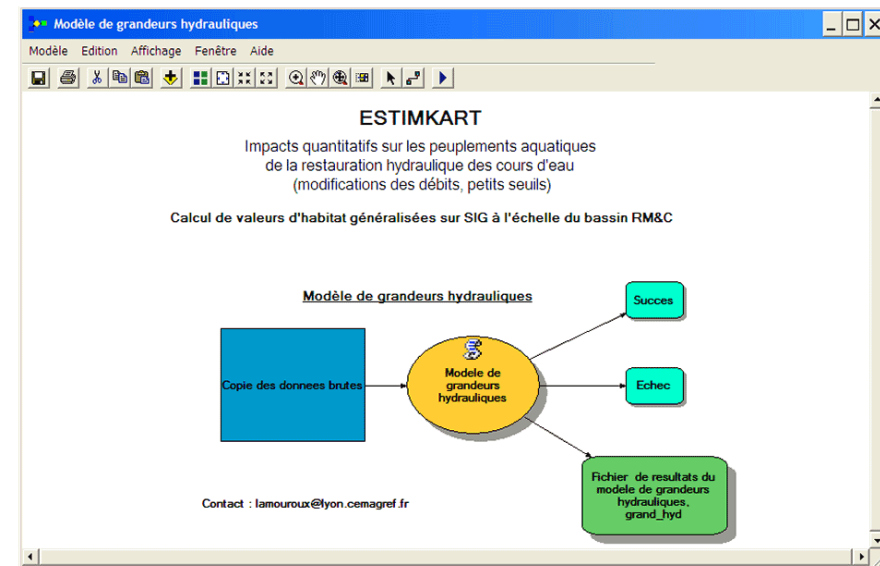 Modèle de grandeurs hydrauliques
Modèle Edition Affichage Fenêtre Aide
ESTIMKART
Impacts quantitatifs sur les peuplements aquatiques
de la restauration hydraulique des cours d'eau
(modifications des débits, petits seuils)
Calcul de valeurs d'habitat généralisées sur SIG à l'échelle du bassin RM&C
Modèle de grandeurs hydrauliques
Succes
Copie des donnees brutes
Modele de
grandeurs
hydrauliques
Echec
Fichier de resultats du
modele de grandeurs
hydrauliques,
grand_hyd
Contact : lamouroux@lyon.cemagref.fr